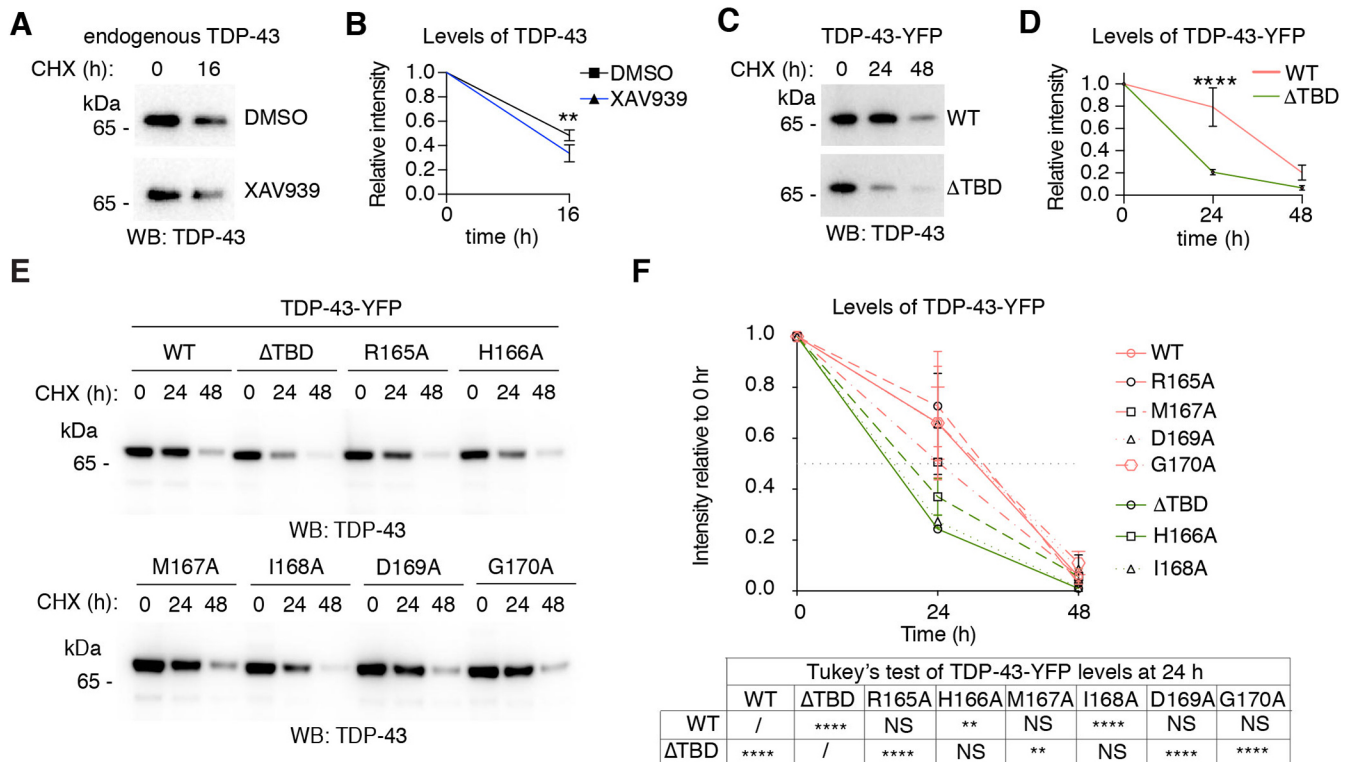 A
endogenous TDP-43
CHX (h): 0 16
kDa
65 -
DMSO
65 -
XAV939
WB: TDP-43
B
Levels of TDP-43
Relative intensity
1.0
0.8
0.6
0.4
0.2
0.0
**
0 16
time (h)
DMSO
XAV939
C
TDP-43-YFP
CHX (h): 0 24 48
kDa
65 -
WT
65 -
ΔTBD
WB: TDP-43
D
Levels of TDP-43-YFP
Relative intensity
1.0
0.8
0.6
0.4
0.2
0.0
****
0 24 48
time (h)
WT
ΔTBD
E
TDP-43-YFP
WT ΔTBD R165A H166A
CHX (h): 0 24 48 0 24 48 0 24 48 0 24 48
kDa
65 -
WB: TDP-43
M167A I168A D169A G170A
CHX (h): 0 24 48 0 24 48 0 24 48 0 24 48
kDa
65 -
WB: TDP-43
F
Levels of TDP-43-YFP
Intensity relative to 0 hr
1.0
0.8
0.6
0.4
0.2
0.0
0 24 48
Time (h)
WT
R165A
M167A
D169A
G170A
ΔTBD
H166A
I168A
Tukey's test of TDP-43-YFP levels at 24 h
WT ΔTBD R165A H166A M167A I168A D169A G170A
WT / **** NS ** NS **** NS NS
ΔTBD **** / **** NS ** NS **** ****